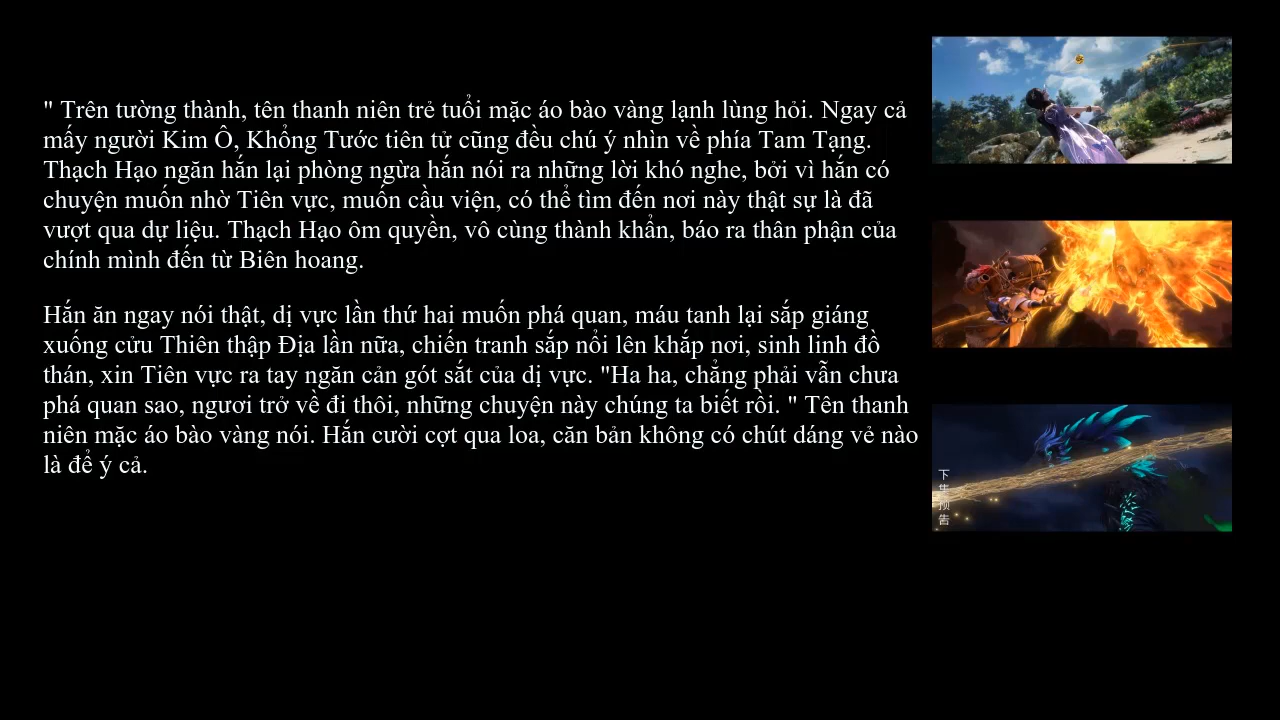 " Trên tường thành, tên thanh niên trẻ tuổi mặc áo bào vàng lạnh lùng hỏi. Ngay cả
mấy người Kim Ô, Khổng Tước tiên tử cũng đều chú ý nhìn về phía Tam Tạng.
Thạch Hạo ngăn hắn lại phòng ngừa hắn nói ra những lời khó nghe, bởi vì hắn có
chuyện muốn nhờ Tiên vực, muốn cầu viện, có thể tìm đến nơi này thật sự là đã
vượt qua dự liệu. Thạch Hạo ôm quyền, vô cùng thành khẩn, báo ra thân phận của
chính mình đến từ Biên hoang.
Hắn ăn ngay nói thật, dị vực lần thứ hai muốn phá quan, máu tanh lại sắp giáng
xuống cửu Thiên thập Địa lần nữa, chiến tranh sắp nổi lên khắp nơi, sinh linh đồ
thán, xin Tiên vực ra tay ngăn cản gót sắt của dị vực. "Ha ha, chẳng phải vẫn chưa
phá quan sao, ngươi trở về đi thôi, những chuyện này chúng ta biết rồi. " Tên thanh
niên mặc áo bào vàng nói. Hắn cười cợt qua loa, căn bản không có chút dáng vẻ nào
là để ý cả.
下集预告